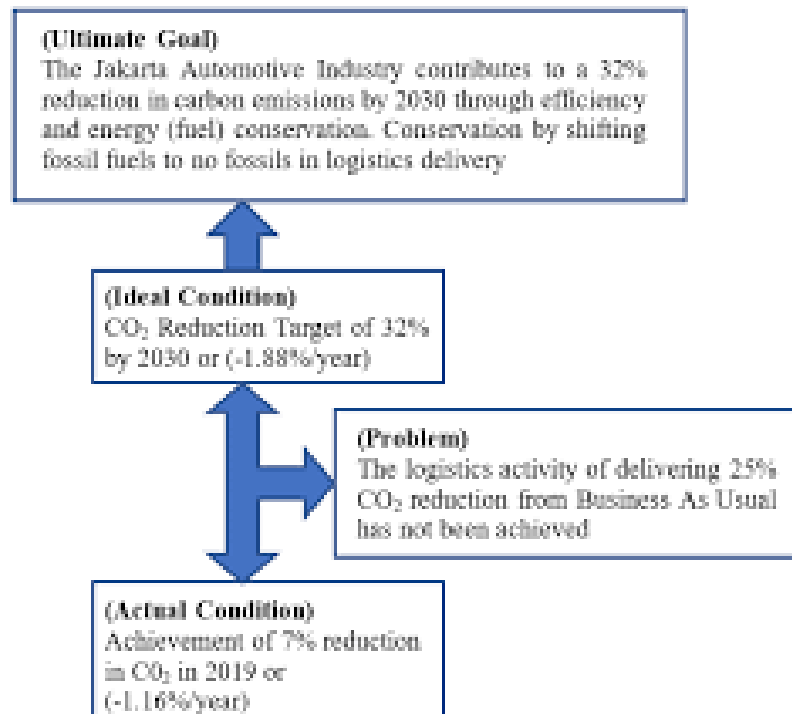 (Ultimate Goal)
The Jakarta Automotive Industry contributes to a 32%
reduction in carbon emissions by 2030 through efficiency
and energy (fuel) conservation. Conservation by shifting
fossil fuels to no fossils in logistics delivery
(Ideal Condition)
CO₂ Reduction Target of 32%
by 2030 or (-1.88%/year)
(Problem)
The logistics activity of delivering 25%
CO₂ reduction from Business As Usual
has not been achieved
(Actual Condition)
Achievement of 7% reduction
in C0₂ in 2019 or
(-1.16%/year)